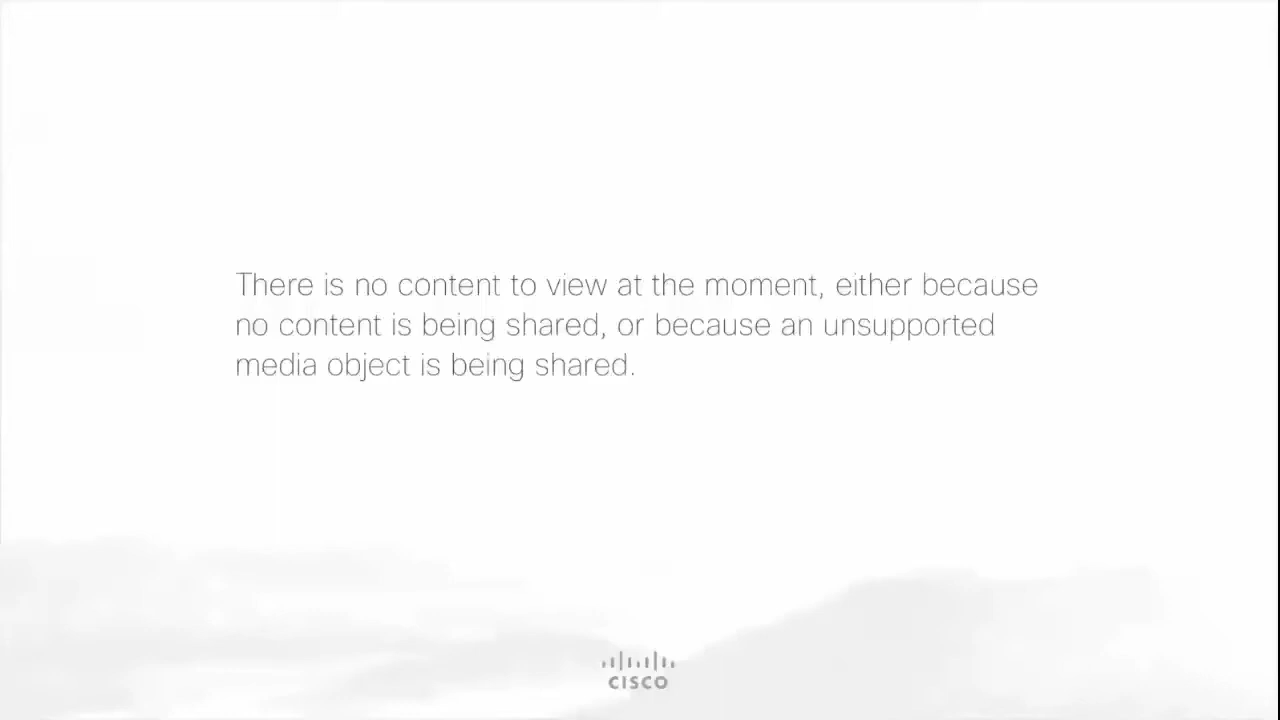 There is no content to view at the moment, either because
no content is being shared, or because an unsupported
media object is being shared.
CISCO